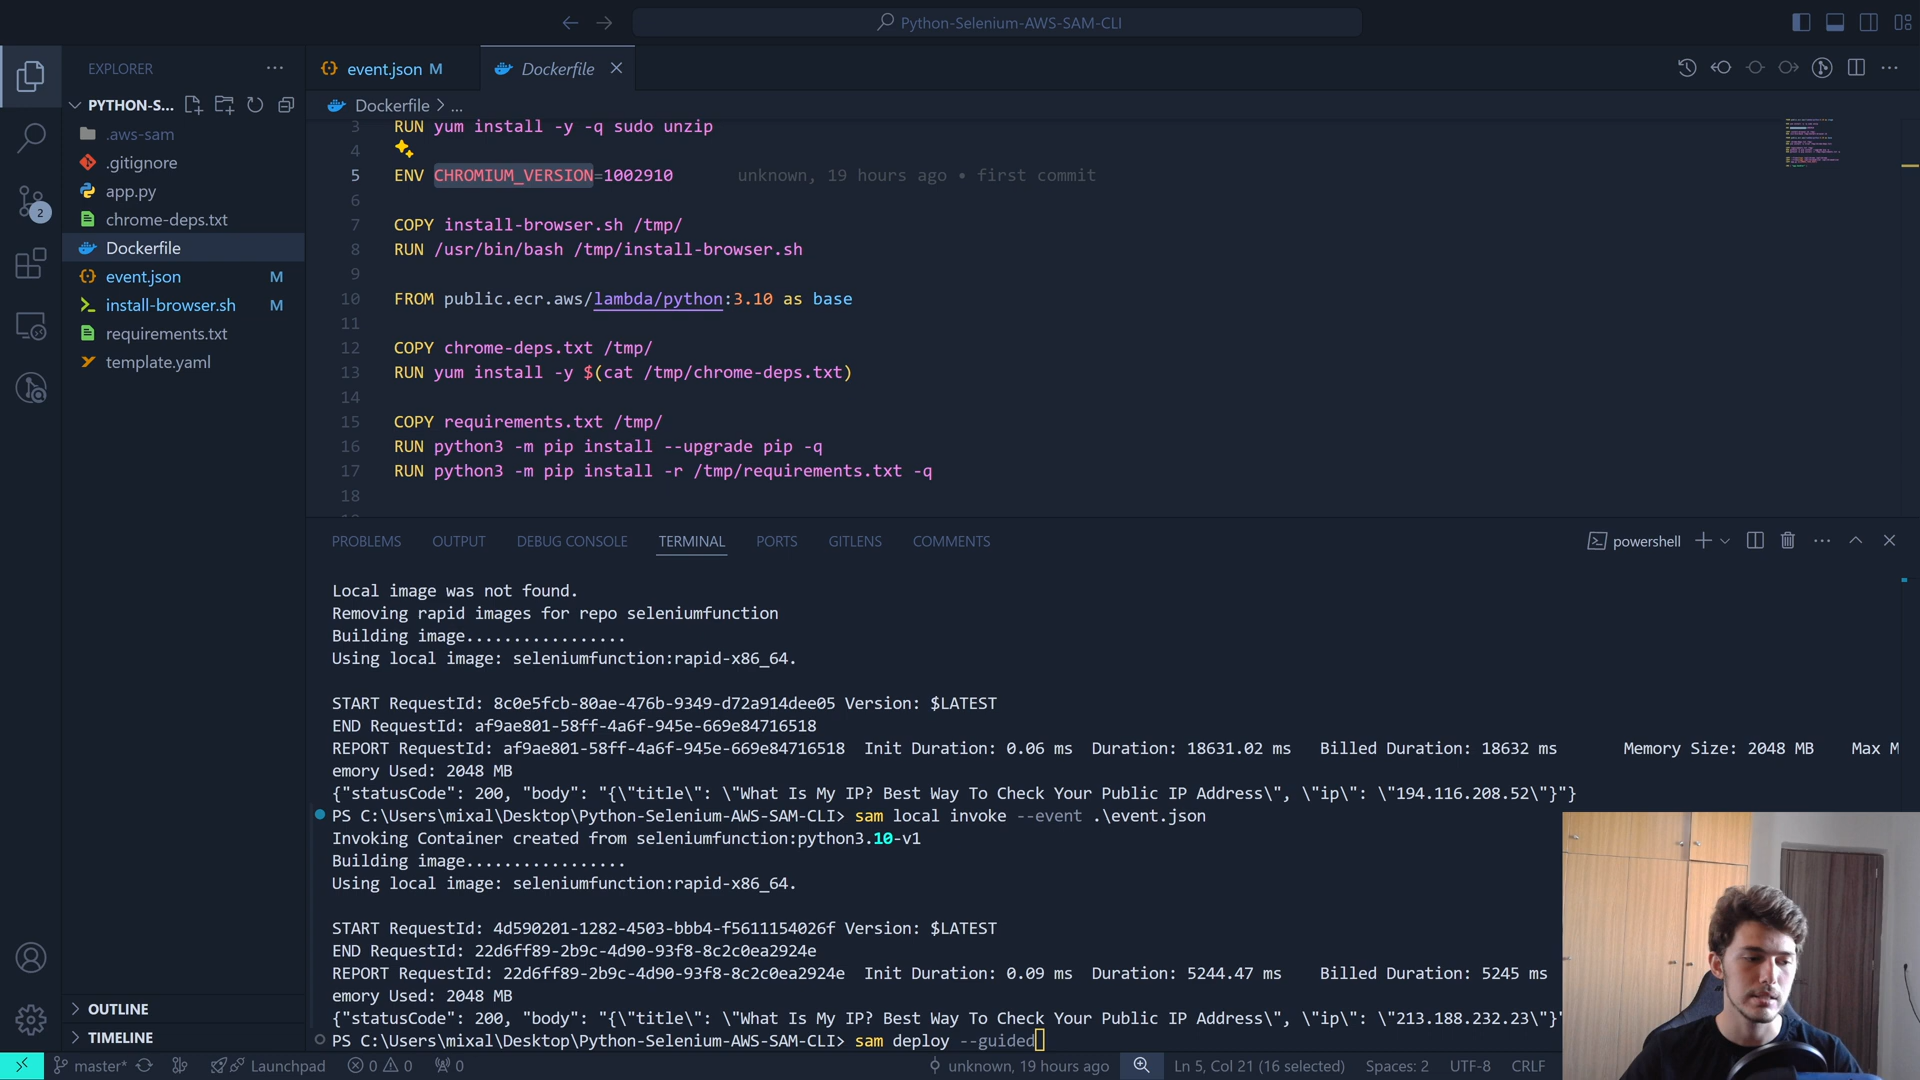 Python-Selenium-AWS-SAM-CLI
EXPLORER
PYTHON-S...
.aws-sam
.gitignore
app.py
chrome-deps.txt
Dockerfile
event.json M
install-browser.sh M
requirements.txt
template.yaml
OUTLINE
TIMELINE
2
event.json M
Dockerfile
Dockerfile > ...
3 RUN yum install -y -q sudo unzip
4
5 ENV CHROMIUM_VERSION=1002910 unknown, 19 hours ago • first commit
6
7 COPY install-browser.sh /tmp/
8 RUN /usr/bin/bash /tmp/install-browser.sh
9
10 FROM public.ecr.aws/lambda/python:3.10 as base
11
12 COPY chrome-deps.txt /tmp/
13 RUN yum install -y $(cat /tmp/chrome-deps.txt)
14
15 COPY requirements.txt /tmp/
16 RUN python3 -m pip install --upgrade pip -q
17 RUN python3 -m pip install -r /tmp/requirements.txt -q
18
PROBLEMS OUTPUT DEBUG CONSOLE TERMINAL PORTS GITLENS COMMENTS
powershell
Local image was not found.
Removing rapid images for repo seleniumfunction
Building image.................
Using local image: seleniumfunction:rapid-x86_64.
START RequestId: 8c0e5fcb-80ae-476b-9349-d72a914dee05 Version: $LATEST
END RequestId: af9ae801-58ff-4a6f-945e-669e84716518
REPORT RequestId: af9ae801-58ff-4a6f-945e-669e84716518 Init Duration: 0.06 ms Duration: 18631.02 ms Billed Duration: 18632 ms Memory Size: 2048 MB Max M
emory Used: 2048 MB
{"statusCode": 200, "body": "{\"title\": \"What Is My IP? Best Way To Check Your Public IP Address\", \"ip\": \"194.116.208.52\"}"}
PS C:\Users\mixal\Desktop\Python-Selenium-AWS-SAM-CLI> sam local invoke --event .\event.json
Invoking Container created from seleniumfunction:python3.10-v1
Building image.................
Using local image: seleniumfunction:rapid-x86_64.
START RequestId: 4d590201-1282-4503-bbb4-f5611154026f Version: $LATEST
END RequestId: 22d6ff89-2b9c-4d90-93f8-8c2c0ea2924e
REPORT RequestId: 22d6ff89-2b9c-4d90-93f8-8c2c0ea2924e Init Duration: 0.09 ms Duration: 5244.47 ms Billed Duration: 5245 ms
emory Used: 2048 MB
{"statusCode": 200, "body": "{\"title\": \"What Is My IP? Best Way To Check Your Public IP Address\", \"ip\": \"213.188.232.23\"}"
PS C:\Users\mixal\Desktop\Python-Selenium-AWS-SAM-CLI> sam deploy --guided
master* Launchpad 0 0 0 unknown, 19 hours ago Ln 5, Col 21 (16 selected) Spaces: 2 UTF-8 CRLF